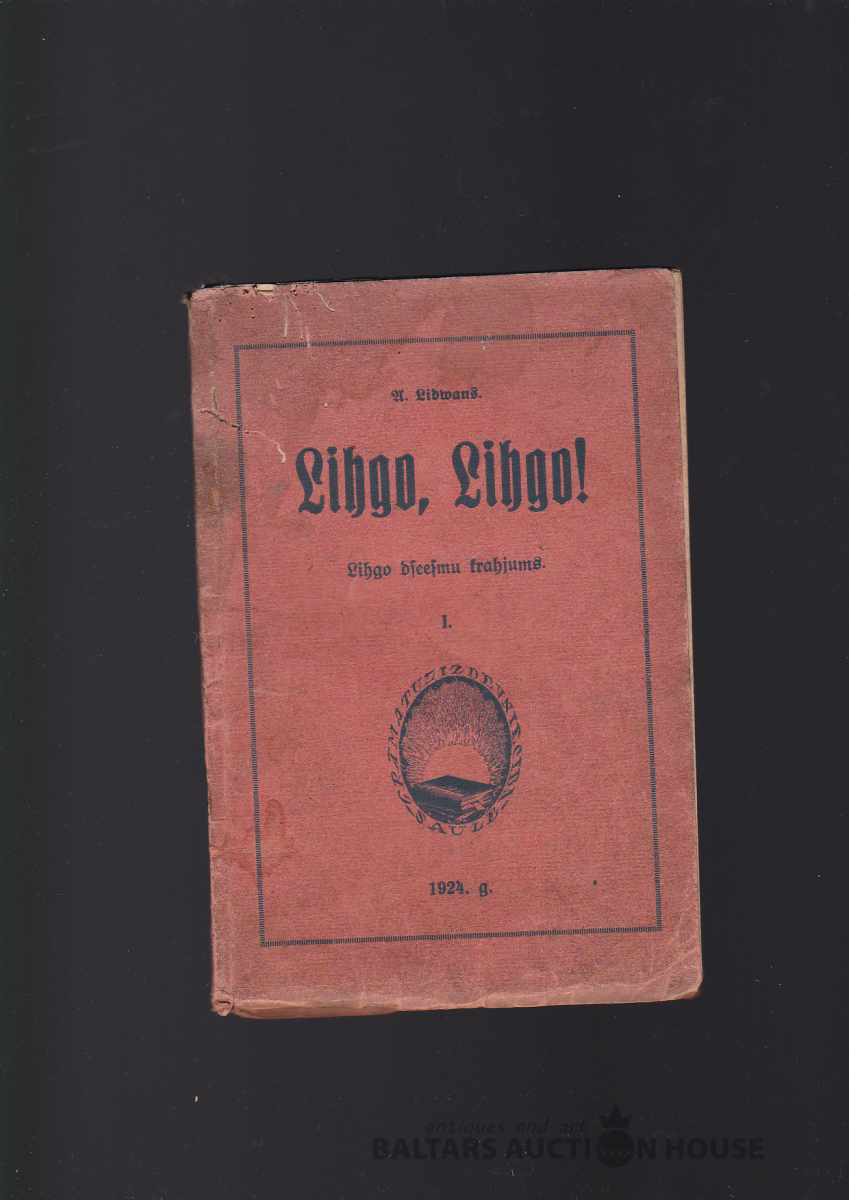 A. Lidwans.
Lihgo, Lihgo!
Lihgo dſeeſmu krahjums.
I.
GRAMATU IZDEVNIECIBA
SAULE
1924. g.
antiques and art
BALTARS AUCTION HOUSE